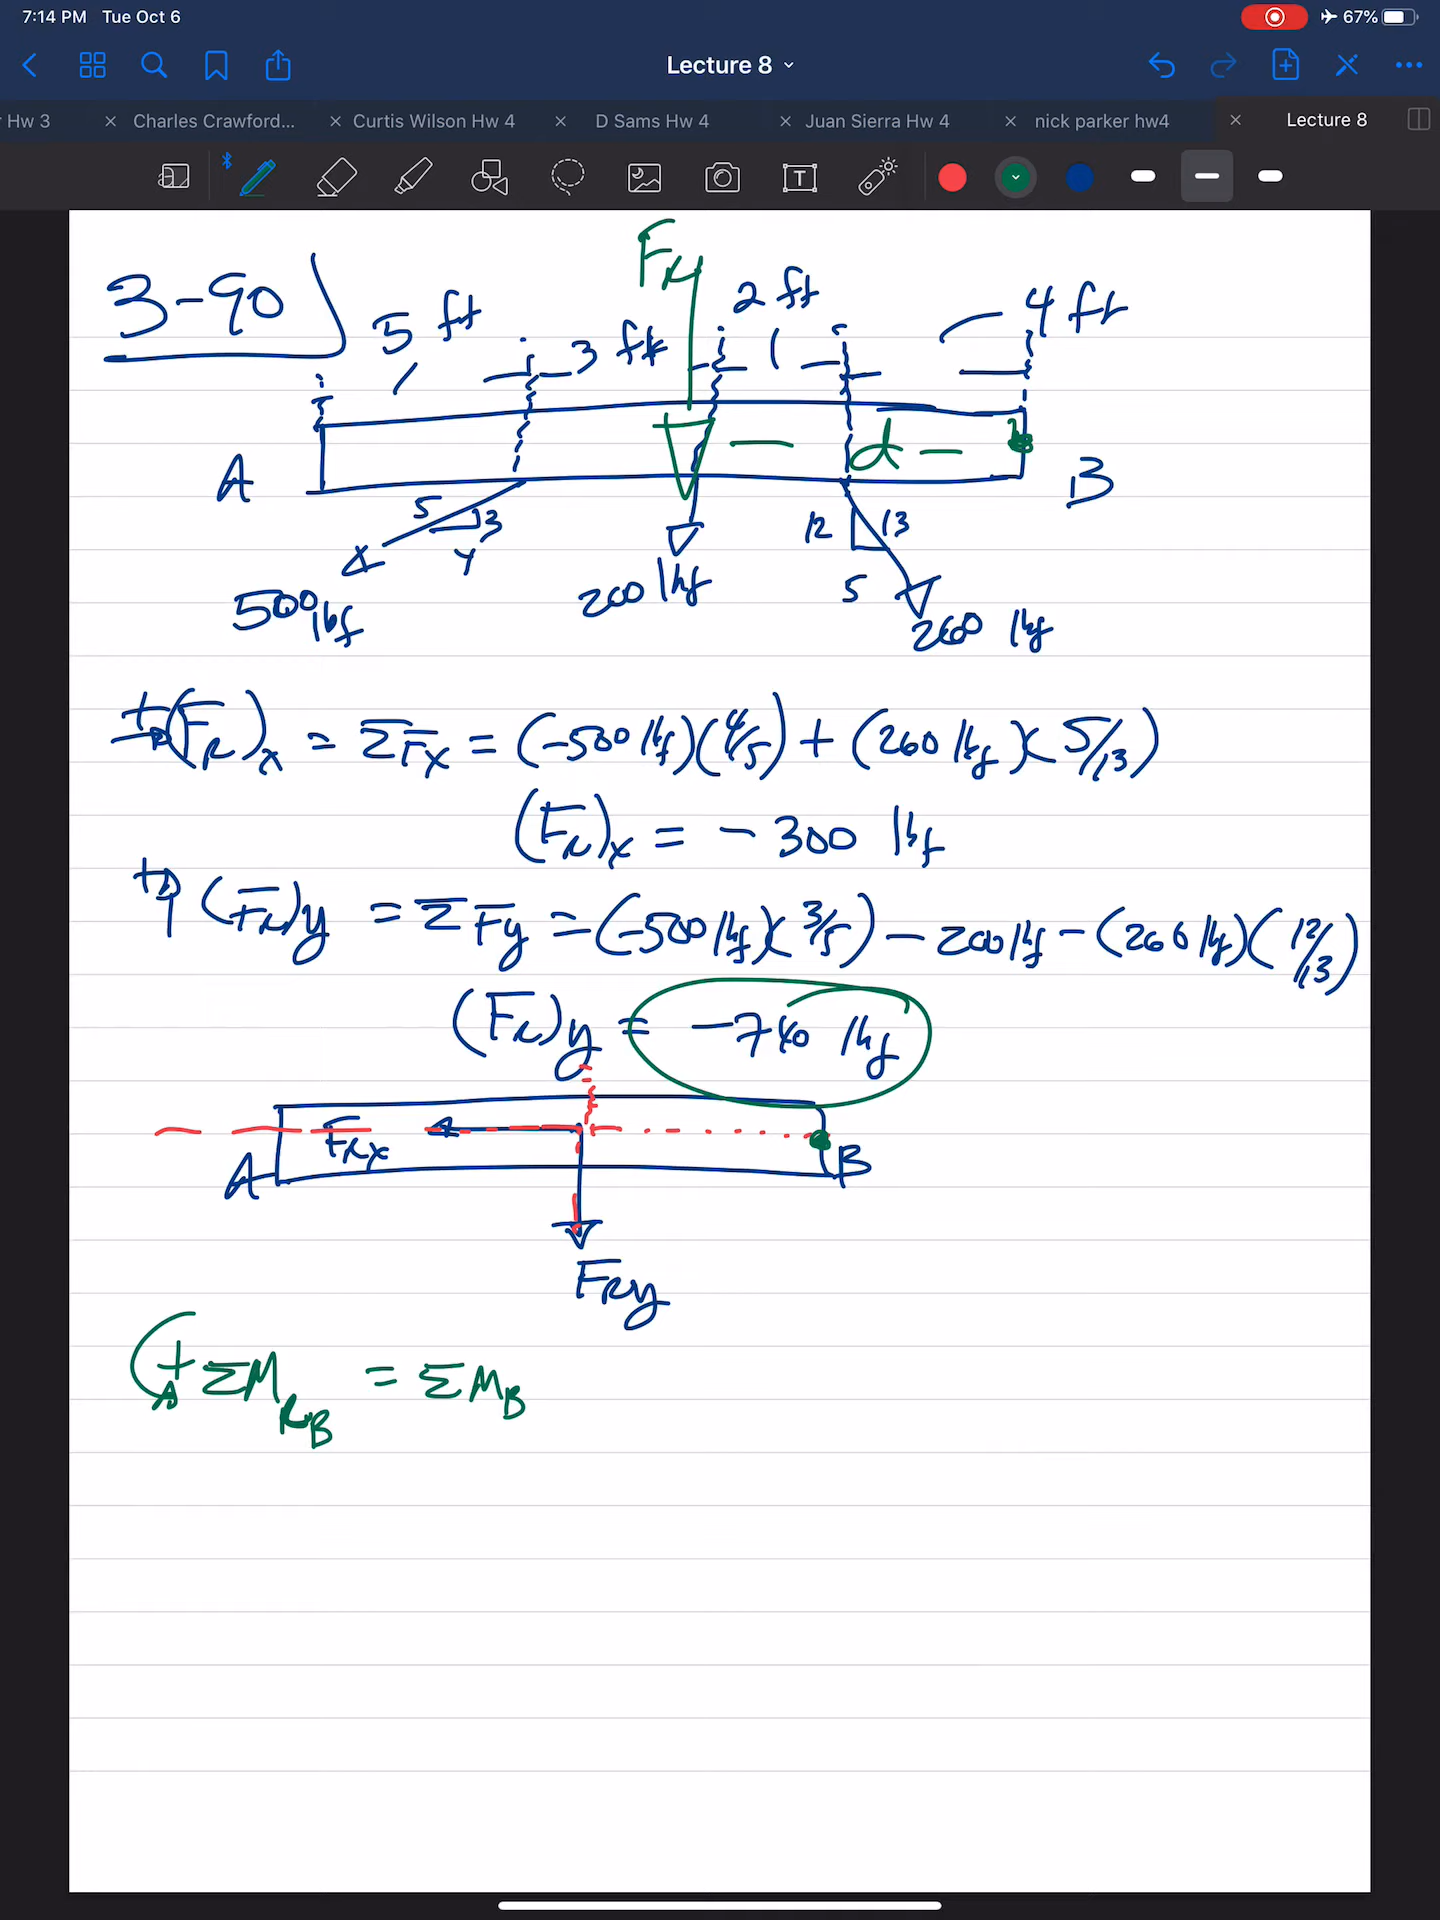 7:14 PM Tue Oct 6
67%
Lecture 8
Hw 3 × Charles Crawford... × Curtis Wilson Hw 4 × D Sams Hw 4 × Juan Sierra Hw 4 × nick parker hw4 × Lecture 8
T
3-90
5 ft
3 ft
2 ft
4 ft
d
A
B
5 3
4
12 13
5
500 lbf
200 lbf
260 lbf
+→ (FR)x = ΣFx = (-500 lbf)(4/5) + (260 lbf)(5/13)
(FR)x = - 300 lbf
+↑ (FR)y = ΣFy = (-500 lbf)(3/5) - 200 lbf - (260 lbf)(12/13)
(FR)y = -740 lbf
FRx
A
B
FRy
+ ΣMRB = ΣMB